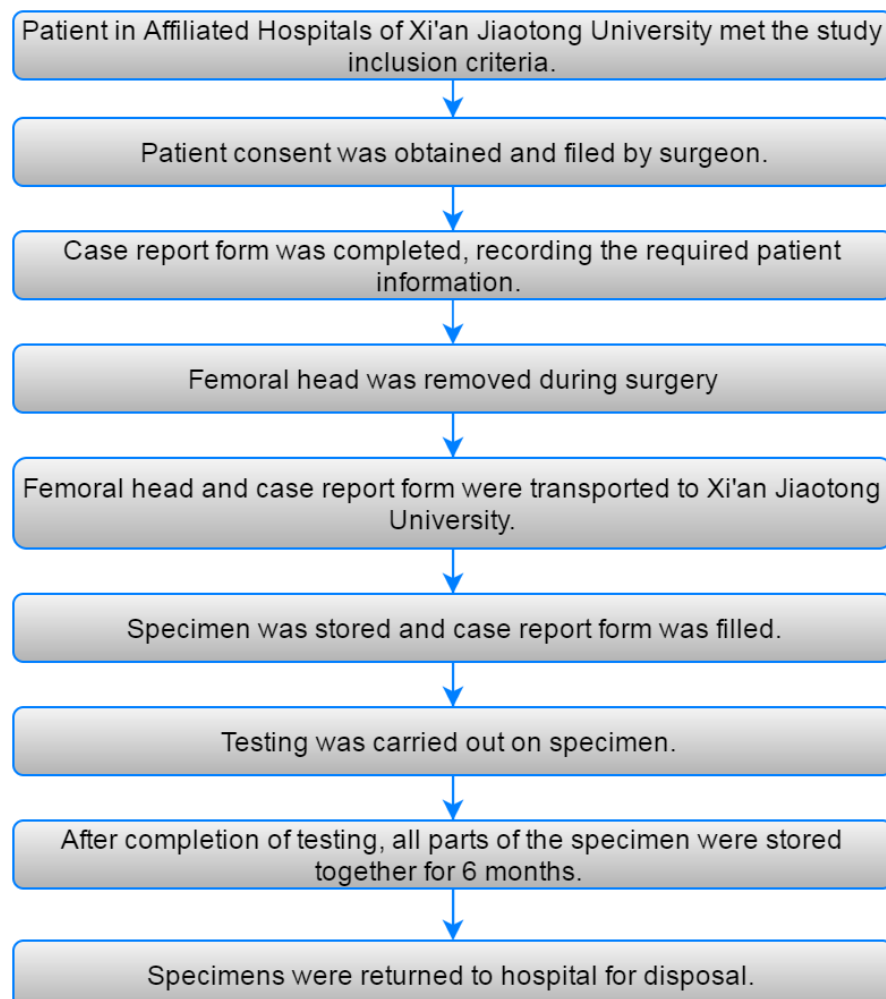 Patient in Affiliated Hospitals of Xi'an Jiaotong University met the study
inclusion criteria.
Patient consent was obtained and filed by surgeon.
Case report form was completed, recording the required patient
information.
Femoral head was removed during surgery
Femoral head and case report form were transported to Xi'an Jiaotong
University.
Specimen was stored and case report form was filled.
Testing was carried out on specimen.
After completion of testing, all parts of the specimen were stored
together for 6 months.
Specimens were returned to hospital for disposal.